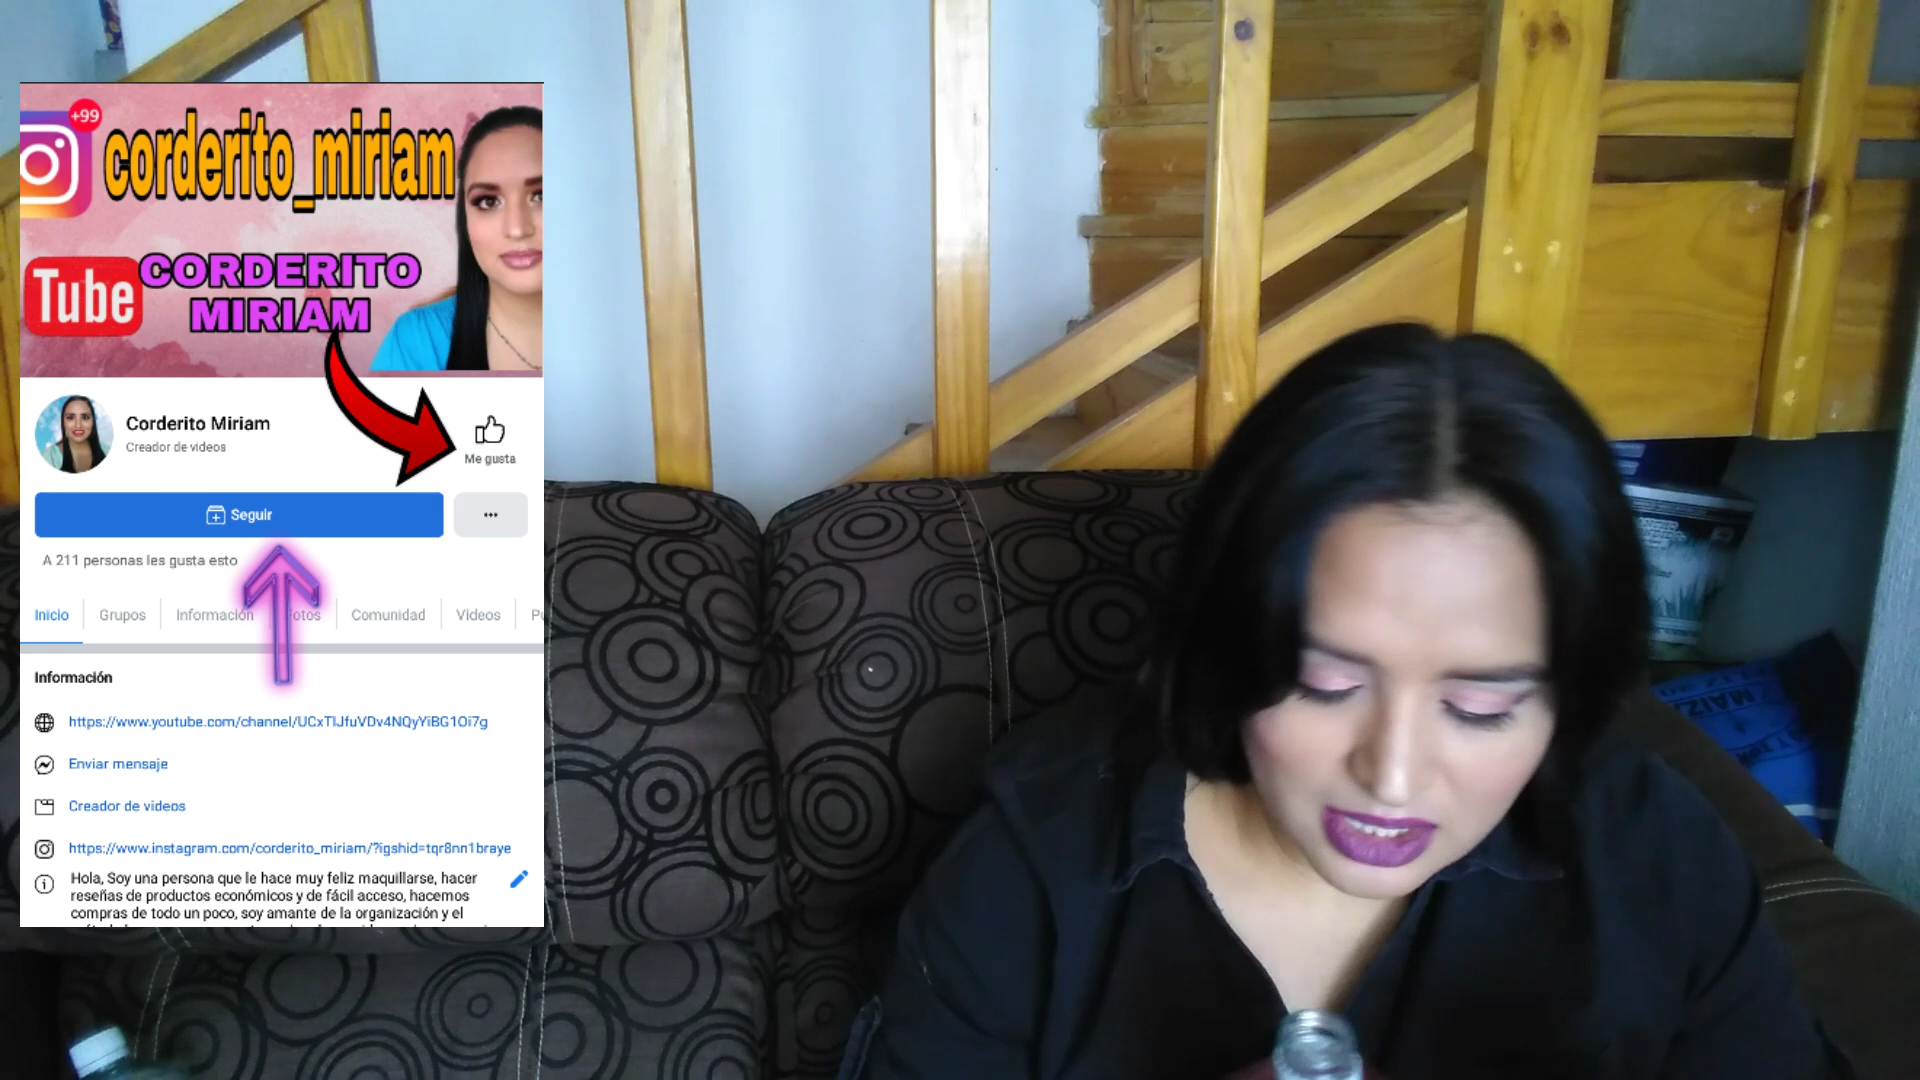 +99
corderito_miriam
Tube
CORDERITO
MIRIAM
Corderito Miriam
Creador de videos
Me gusta
Seguir
A 211 personas les gusta esto
Inicio
Grupos
Información
Fotos
Comunidad
Videos
Información
https://www.youtube.com/channel/UCxTlJfuVDv4NQyYiBG1Oi7g
Enviar mensaje
Creador de videos
https://www.instagram.com/corderito_miriam/?igshid=tqr8nn1braye
Hola, Soy una persona que le hace muy feliz maquillarse, hacer
reseñas de productos económicos y de fácil acceso, hacemos
compras de todo un poco, soy amante de la organización y el